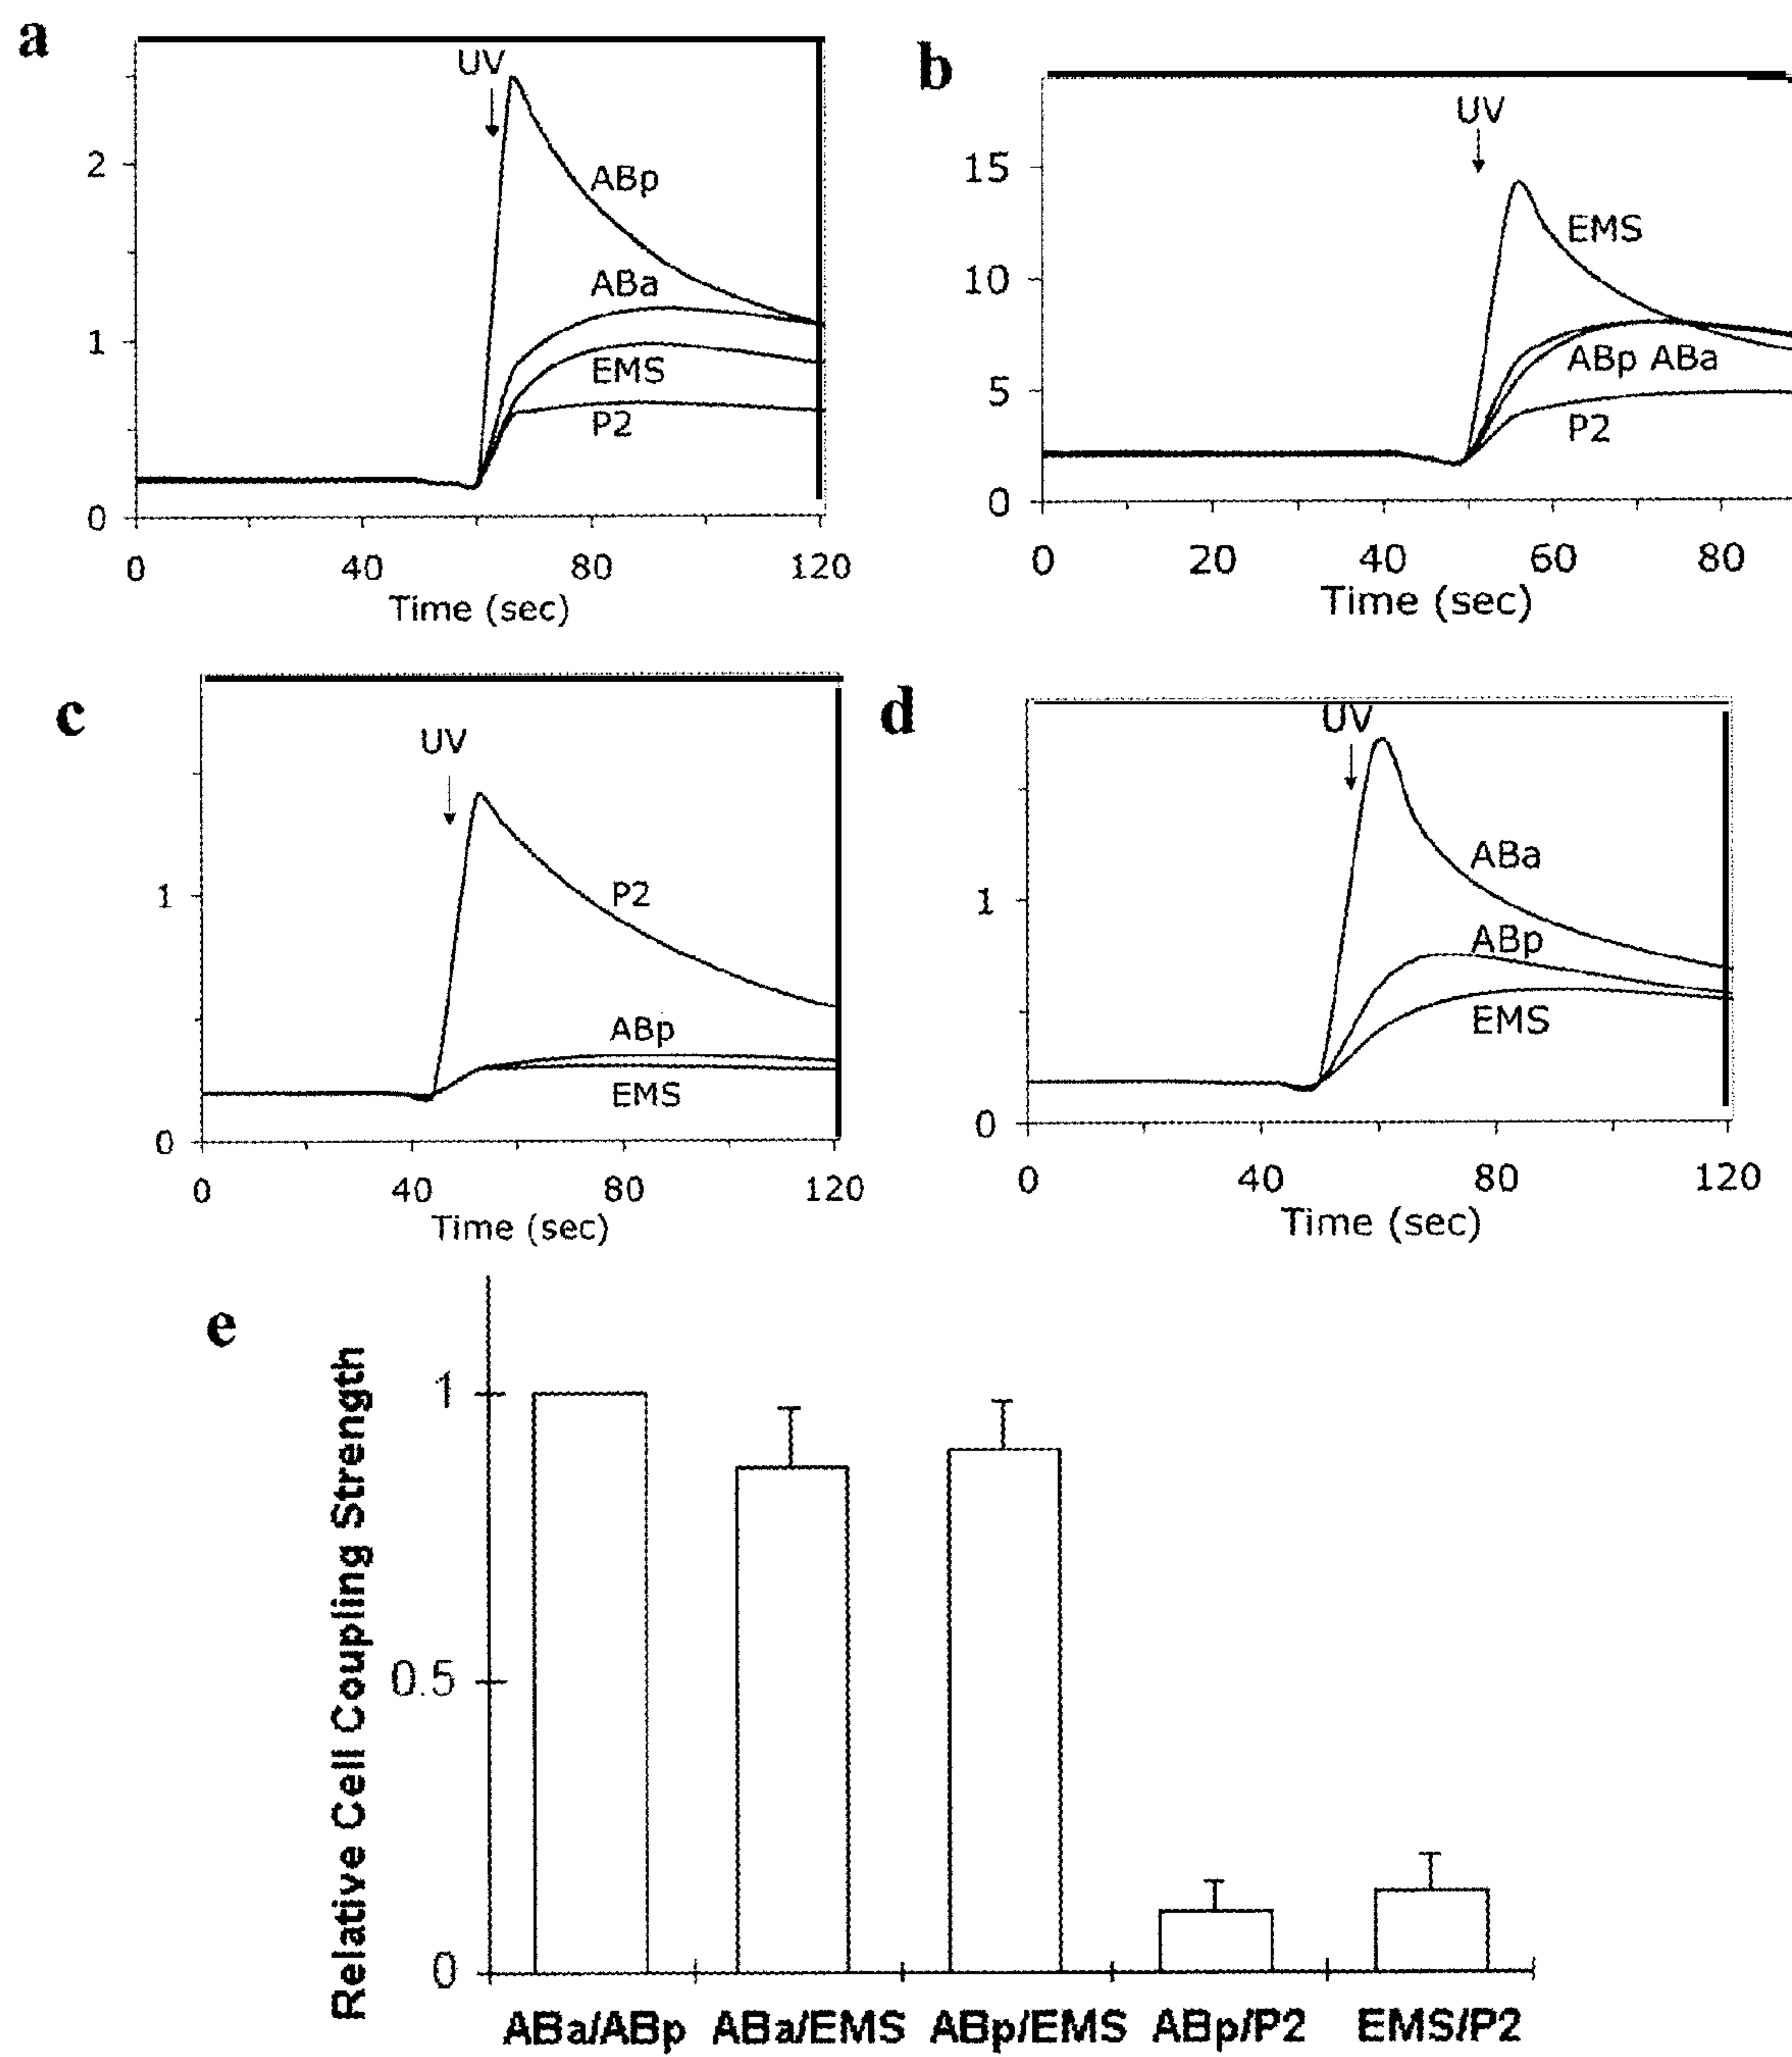 a
UV
2
ABp
ABa
1
EMS
P2
0
0 40 80 120
Time (sec)
b
UV
15
EMS
10
ABp ABa
5
P2
0
0 20 40 60 80
Time (sec)
c
UV
P2
1
ABp
EMS
0
0 40 80 120
Time (sec)
d
UV
ABa
1
ABp
EMS
0
0 40 80 120
Time (sec)
e
Relative Cell Coupling Strength
1
0.5
0
ABa/ABp ABa/EMS ABp/EMS ABp/P2 EMS/P2